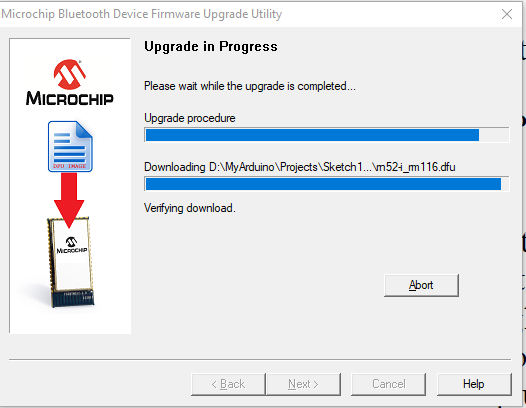 Microchip Bluetooth Device Firmware Upgrade Utility
MICROCHIP
DFU IMAGE
MICROCHIP
Upgrade in Progress
Please wait while the upgrade is completed...
Upgrade procedure
Downloading D:\MyArduino\Projects\Sketch1...\rn52-i_rm116.dfu
Verifying download.
Abort
< Back
Next >
Cancel
Help